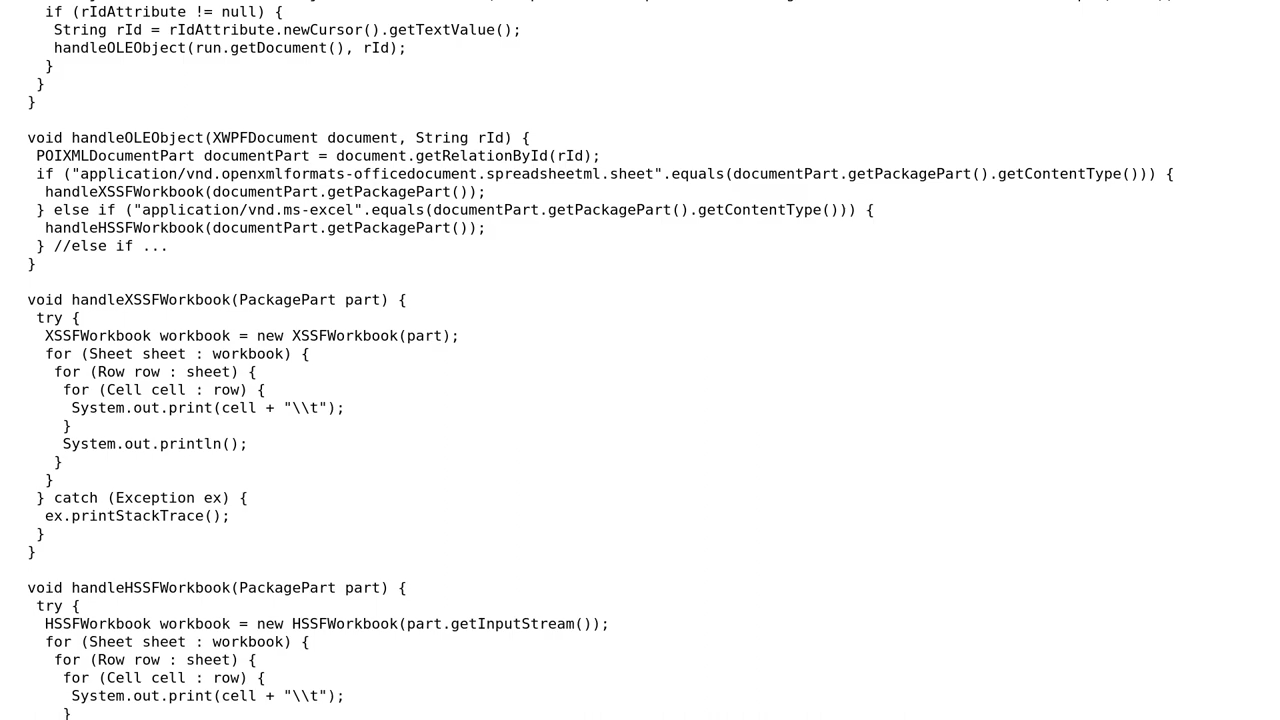 if (rIdAttribute != null) {
String rId = rIdAttribute.newCursor().getTextValue();
handleOLEObject(run.getDocument(), rId);
}
}
}
void handleOLEObject(XWPFDocument document, String rId) {
POIXMLDocumentPart documentPart = document.getRelationById(rId);
if ("application/vnd.openxmlformats-officedocument.spreadsheetml.sheet".equals(documentPart.getPackagePart().getContentType())) {
handleXSSFWorkbook(documentPart.getPackagePart());
} else if ("application/vnd.ms-excel".equals(documentPart.getPackagePart().getContentType())) {
handleHSSFWorkbook(documentPart.getPackagePart());
} //else if ...
}
void handleXSSFWorkbook(PackagePart part) {
try {
XSSFWorkbook workbook = new XSSFWorkbook(part);
for (Sheet sheet : workbook) {
for (Row row : sheet) {
for (Cell cell : row) {
System.out.print(cell + "\\t");
}
System.out.println();
}
}
} catch (Exception ex) {
ex.printStackTrace();
}
}
void handleHSSFWorkbook(PackagePart part) {
try {
HSSFWorkbook workbook = new HSSFWorkbook(part.getInputStream());
for (Sheet sheet : workbook) {
for (Row row : sheet) {
for (Cell cell : row) {
System.out.print(cell + "\\t");
}